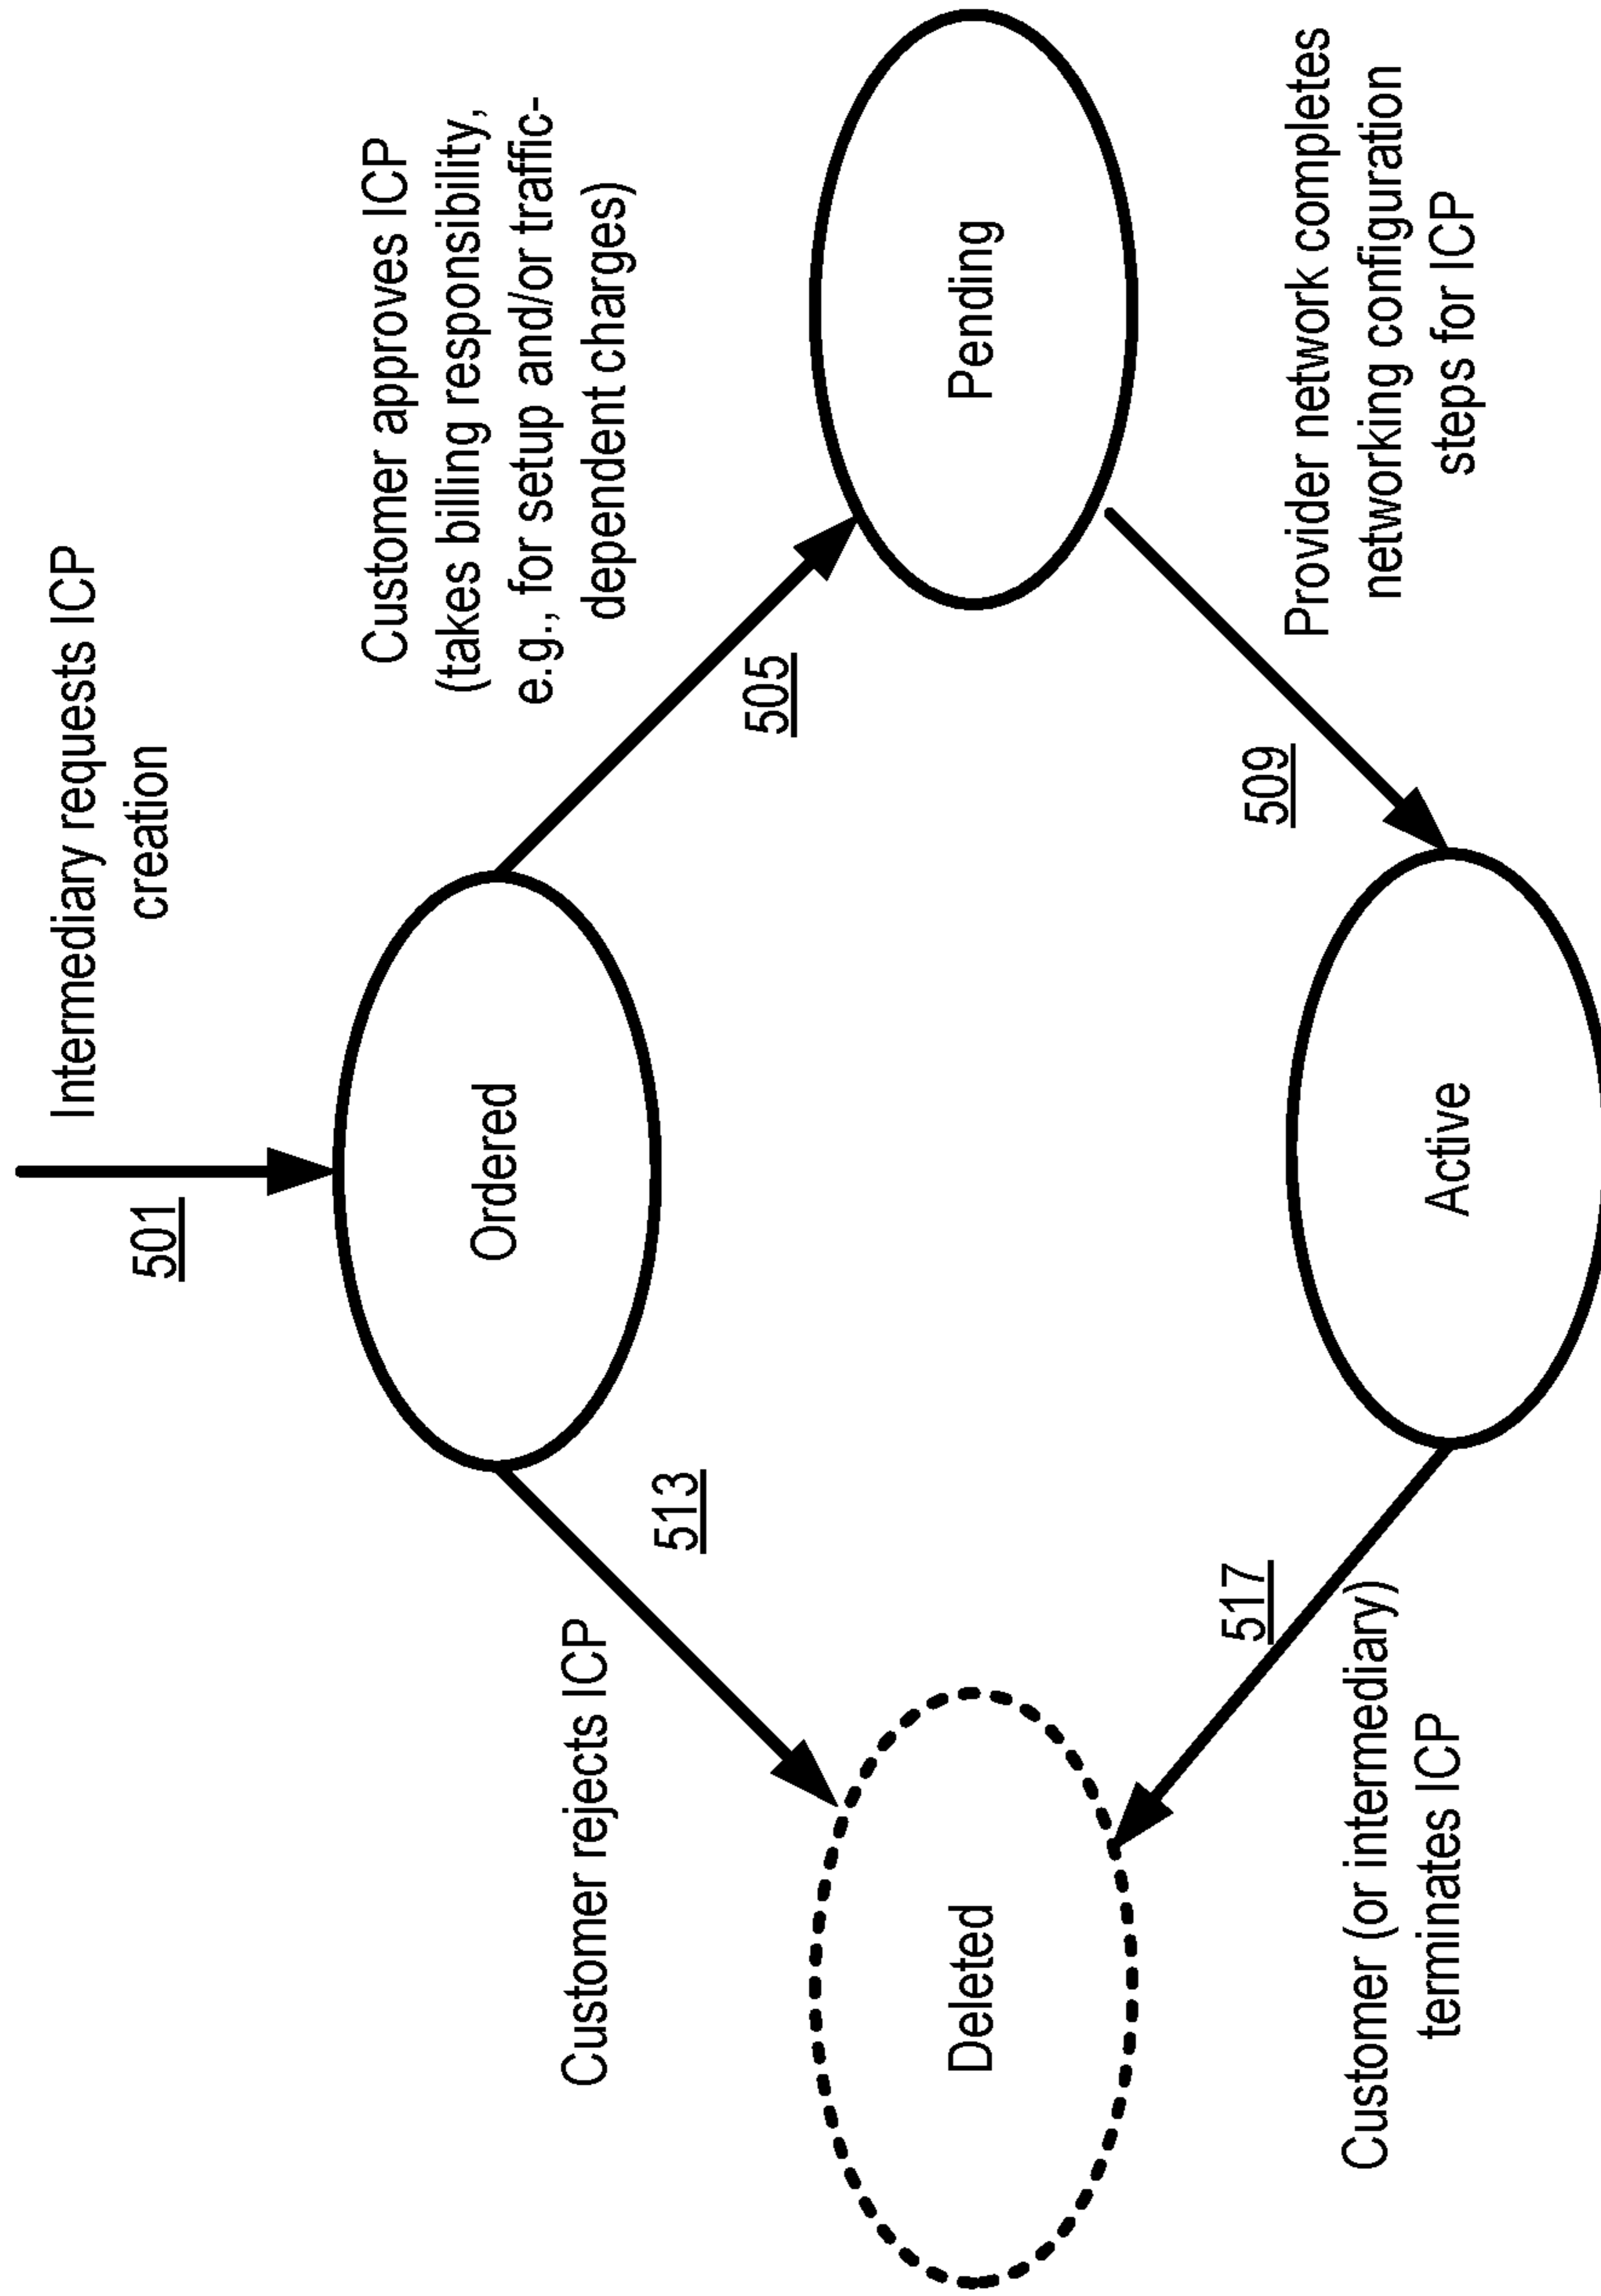 Intermediary requests ICP
creation
501
Ordered
Customer approves ICP
(takes billing responsibility,
e.g., for setup and/or traffic-
dependent charges)
505
Customer rejects ICP
513
Deleted
Pending
517
509
Provider network completes
networking configuration
steps for ICP
Customer (or intermediary)
terminates ICP
Active